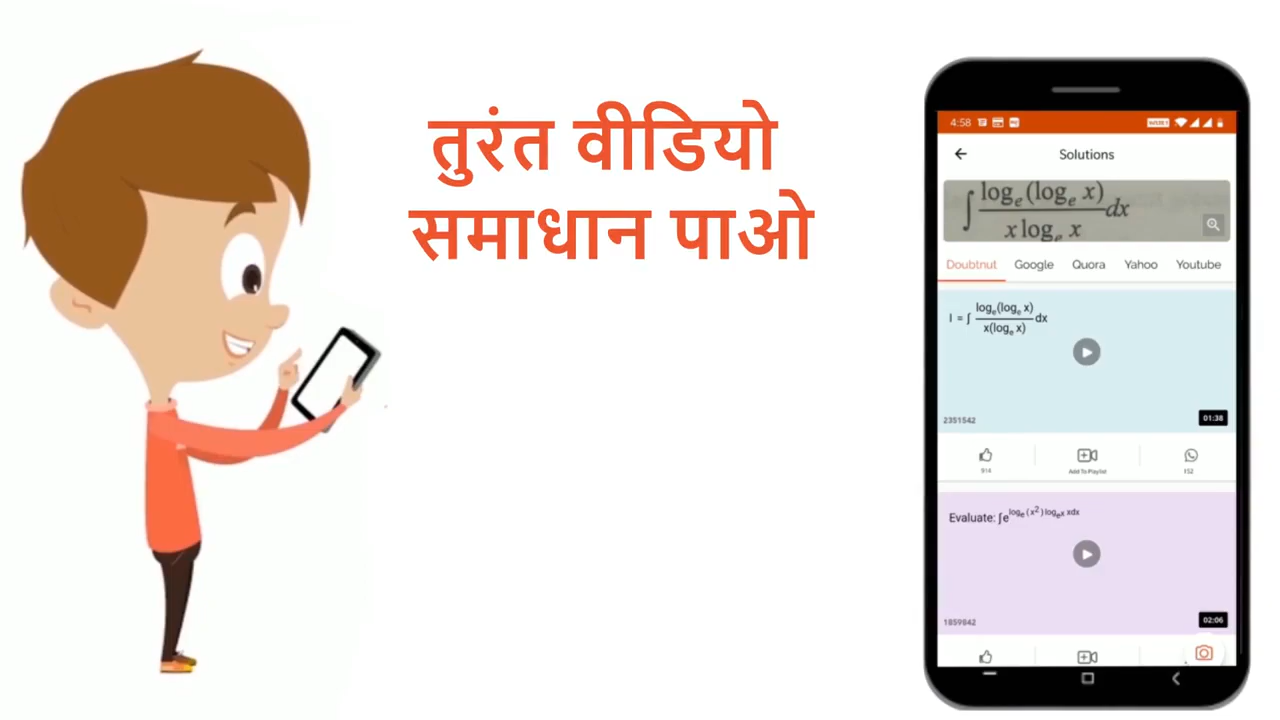 तुरंत वीडियो
समाधान पाओ
4:58
Solutions
∫ logₑ(logₑ x) / x logₑ x dx
Doubtnut Google Quora Yahoo Youtube
I = ∫ logₑ(logₑ x) / x(logₑ x) dx
2351542 01:38
914 Add To Playlist 152
Evaluate: ∫e^logₑ(x²)logₑx xdx
1859842 02:06